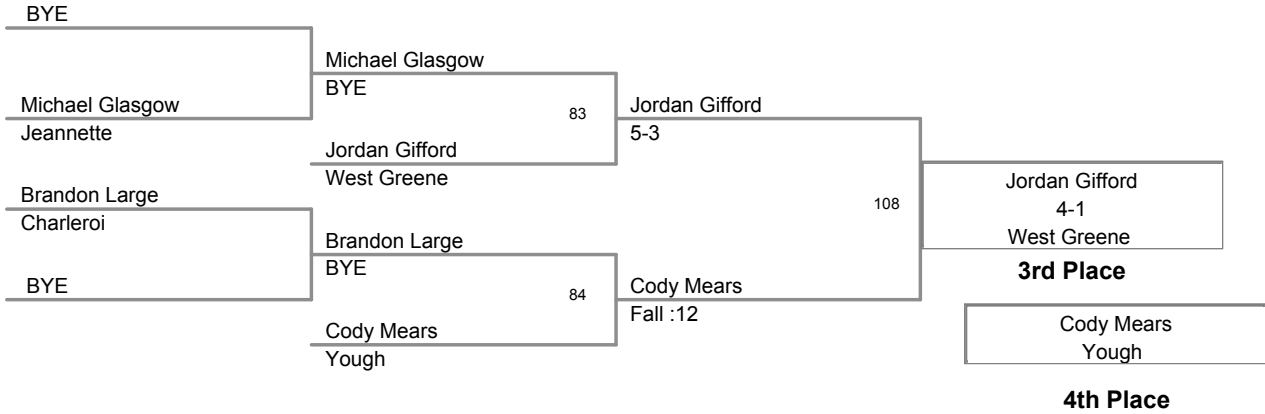 BYE
Michael Glasgow
Jeannette
Brandon Large
Charleroi
BYE
Michael Glasgow
BYE
83
Jordan Gifford
West Greene
Brandon Large
BYE
84
Cody Mears
Yough
Jordan Gifford
5-3
108
Cody Mears
Fall :12
Jordan Gifford
4-1
West Greene
3rd Place
Cody Mears
Yough
4th Place